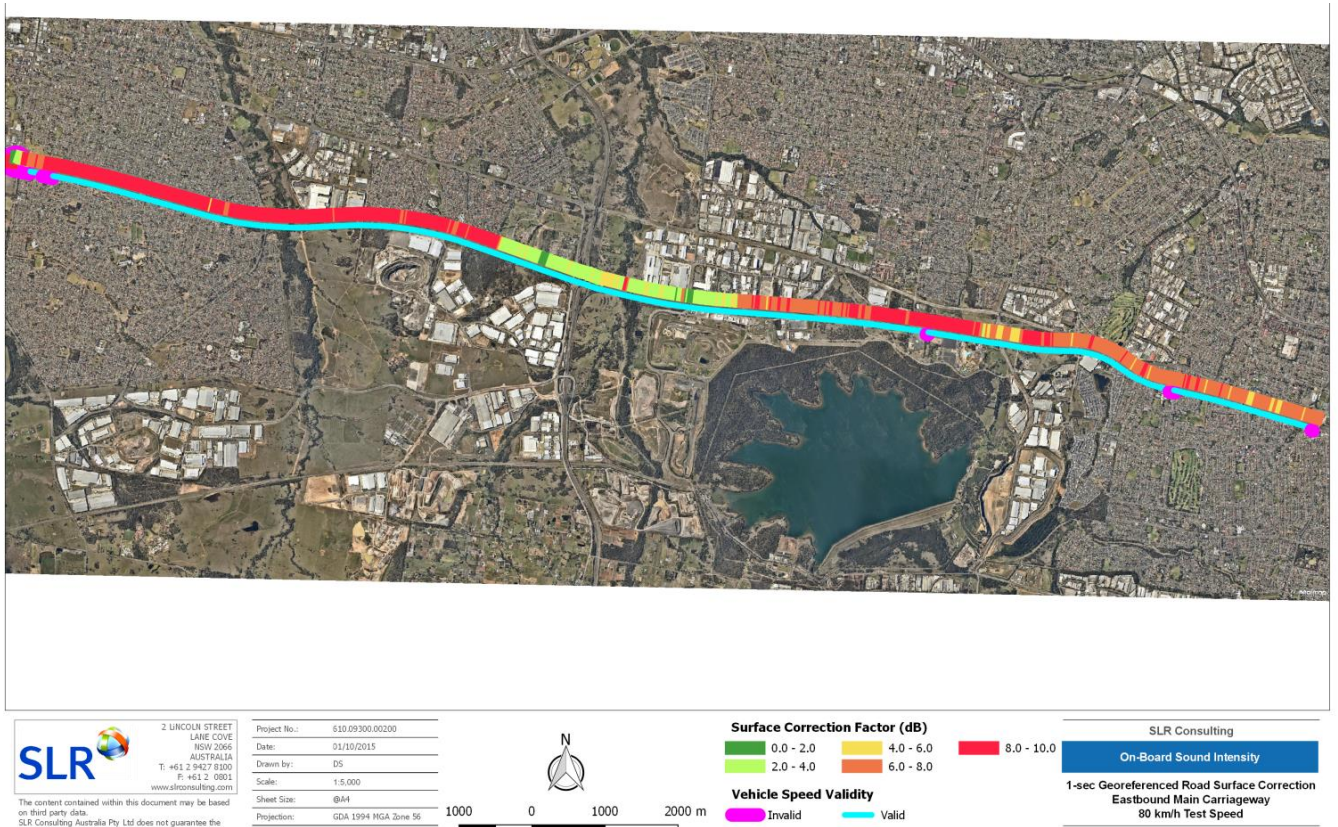 SLR
2 LINCOLN STREET
LANE COVE
NSW 2066
AUSTRALIA
T: +61 2 9427 8100
F: +61 2 0801
www.slrconsulting.com
The content contained within this document may be based
on third party data.
SLR Consulting Australia Pty Ltd does not guarantee the
Project No.: 610.09300.00200
Date: 01/10/2015
Drawn by: DS
Scale: 1:5,000
Sheet Size: @A4
Projection: GDA 1994 MGA Zone 56
N
1000 0 1000 2000 m
Surface Correction Factor (dB)
0.0 - 2.0 4.0 - 6.0 8.0 - 10.0
2.0 - 4.0 6.0 - 8.0
Vehicle Speed Validity
Invalid Valid
SLR Consulting
On-Board Sound Intensity
1-sec Georeferenced Road Surface Correction
Eastbound Main Carriageway
80 km/h Test Speed